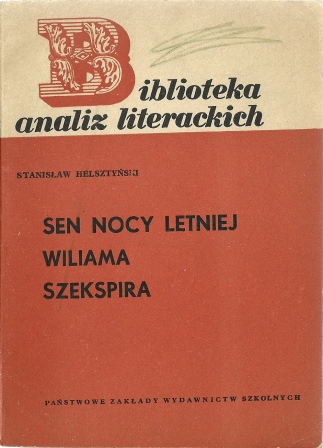 Biblioteka
analiz literackich
STANISŁAW HELSZTYŃSKI
SEN NOCY LETNIEJ
WILIAMA
SZEKSPIRA
PAŃSTWOWE ZAKŁADY WYDAWNICTW SZKOLNYCH